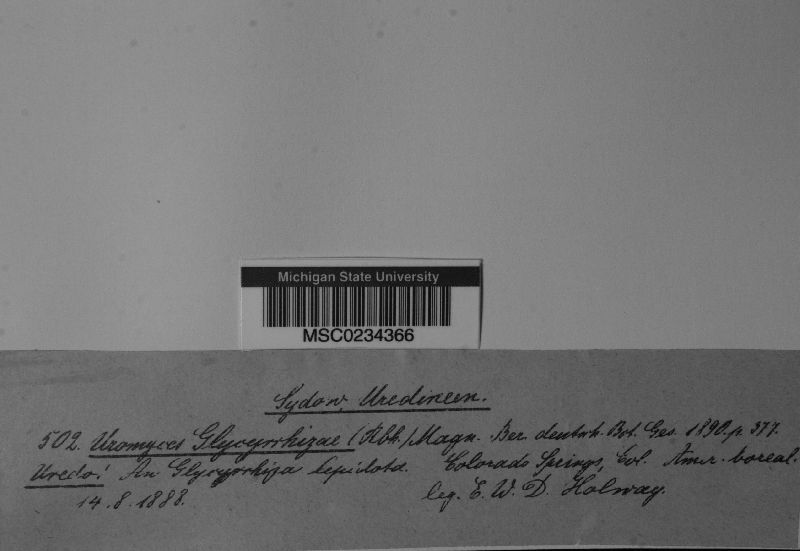 Michigan State University
MSC0234366
Sydow, Uredineen.
502. Uromyces Glycyrrhizae (Rbh.) Magn. Ber. deutsch. Bot. Ges. 1890. p. 377.
Uredo! An Glycyrrhiza lepidota. Colorado Springs, Col. Amer. boreal.
14.8.1888. leg. E. W. D. Holway.